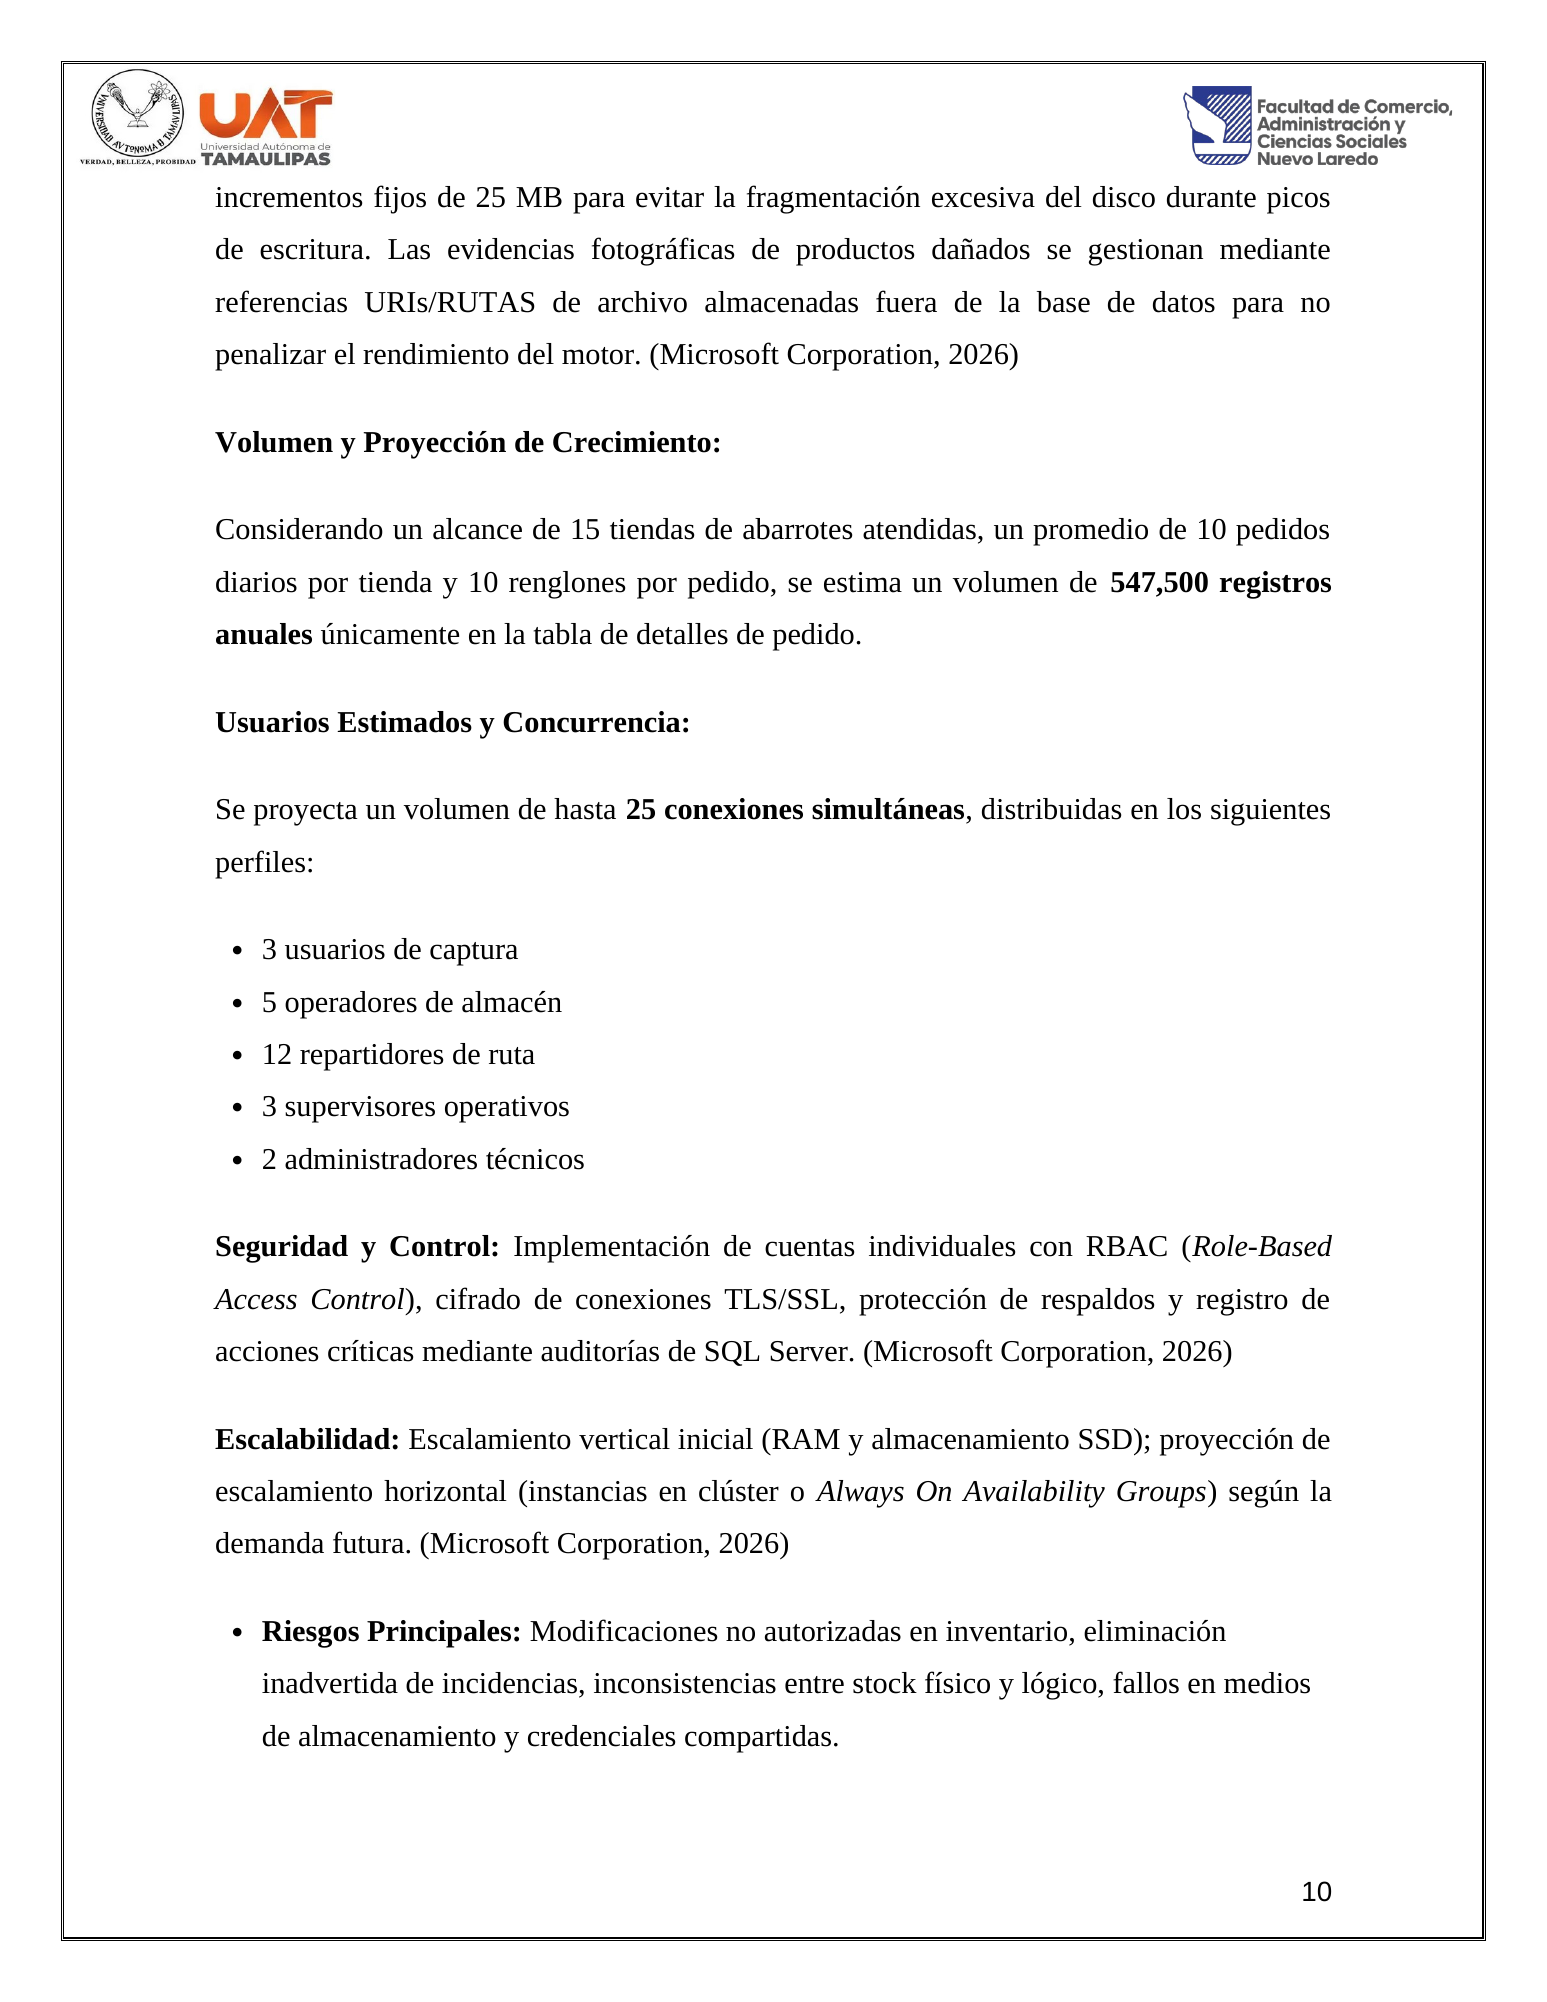 VNIVERSIDAD AVTONOMA D TAMAVLIPAS
VERDAD, BELLEZA, PROBIDAD
UAT
Universidad Autónoma de
TAMAULIPAS
Facultad de Comercio,
Administración y
Ciencias Sociales
Nuevo Laredo
incrementos fijos de 25 MB para evitar la fragmentación excesiva del disco durante picos
de escritura. Las evidencias fotográficas de productos dañados se gestionan mediante
referencias URIs/RUTAS de archivo almacenadas fuera de la base de datos para no
penalizar el rendimiento del motor. (Microsoft Corporation, 2026)
Volumen y Proyección de Crecimiento:
Considerando un alcance de 15 tiendas de abarrotes atendidas, un promedio de 10 pedidos
diarios por tienda y 10 renglones por pedido, se estima un volumen de 547,500 registros
anuales únicamente en la tabla de detalles de pedido.
Usuarios Estimados y Concurrencia:
Se proyecta un volumen de hasta 25 conexiones simultáneas, distribuidas en los siguientes
perfiles:
• 3 usuarios de captura
• 5 operadores de almacén
• 12 repartidores de ruta
• 3 supervisores operativos
• 2 administradores técnicos
Seguridad y Control: Implementación de cuentas individuales con RBAC (Role-Based
Access Control), cifrado de conexiones TLS/SSL, protección de respaldos y registro de
acciones críticas mediante auditorías de SQL Server. (Microsoft Corporation, 2026)
Escalabilidad: Escalamiento vertical inicial (RAM y almacenamiento SSD); proyección de
escalamiento horizontal (instancias en clúster o Always On Availability Groups) según la
demanda futura. (Microsoft Corporation, 2026)
• Riesgos Principales: Modificaciones no autorizadas en inventario, eliminación
inadvertida de incidencias, inconsistencias entre stock físico y lógico, fallos en medios
de almacenamiento y credenciales compartidas.
10